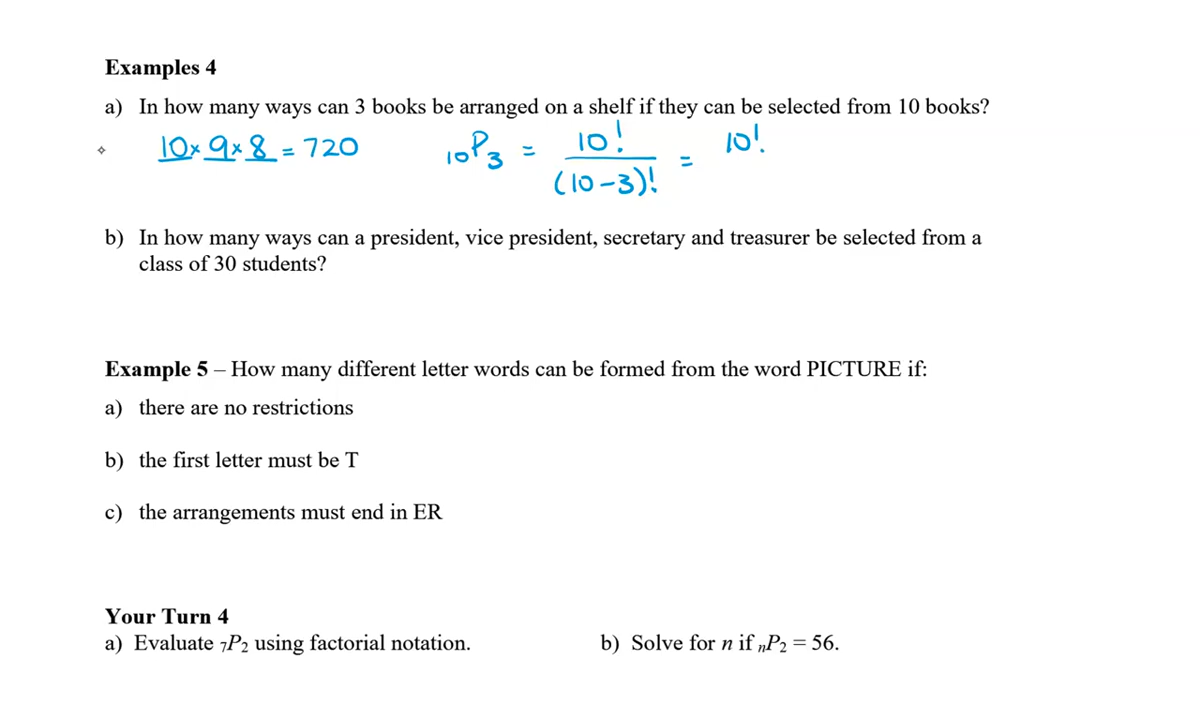 Examples 4
a) In how many ways can 3 books be arranged on a shelf if they can be selected from 10 books?
10 × 9 × 8 = 720   ₁₀P₃ = 10! / (10 − 3)! = 10!
b) In how many ways can a president, vice president, secretary and treasurer be selected from a
class of 30 students?
Example 5 – How many different letter words can be formed from the word PICTURE if:
a) there are no restrictions
b) the first letter must be T
c) the arrangements must end in ER
Your Turn 4
a) Evaluate ₇P₂ using factorial notation.   b) Solve for n if ₙP₂ = 56.